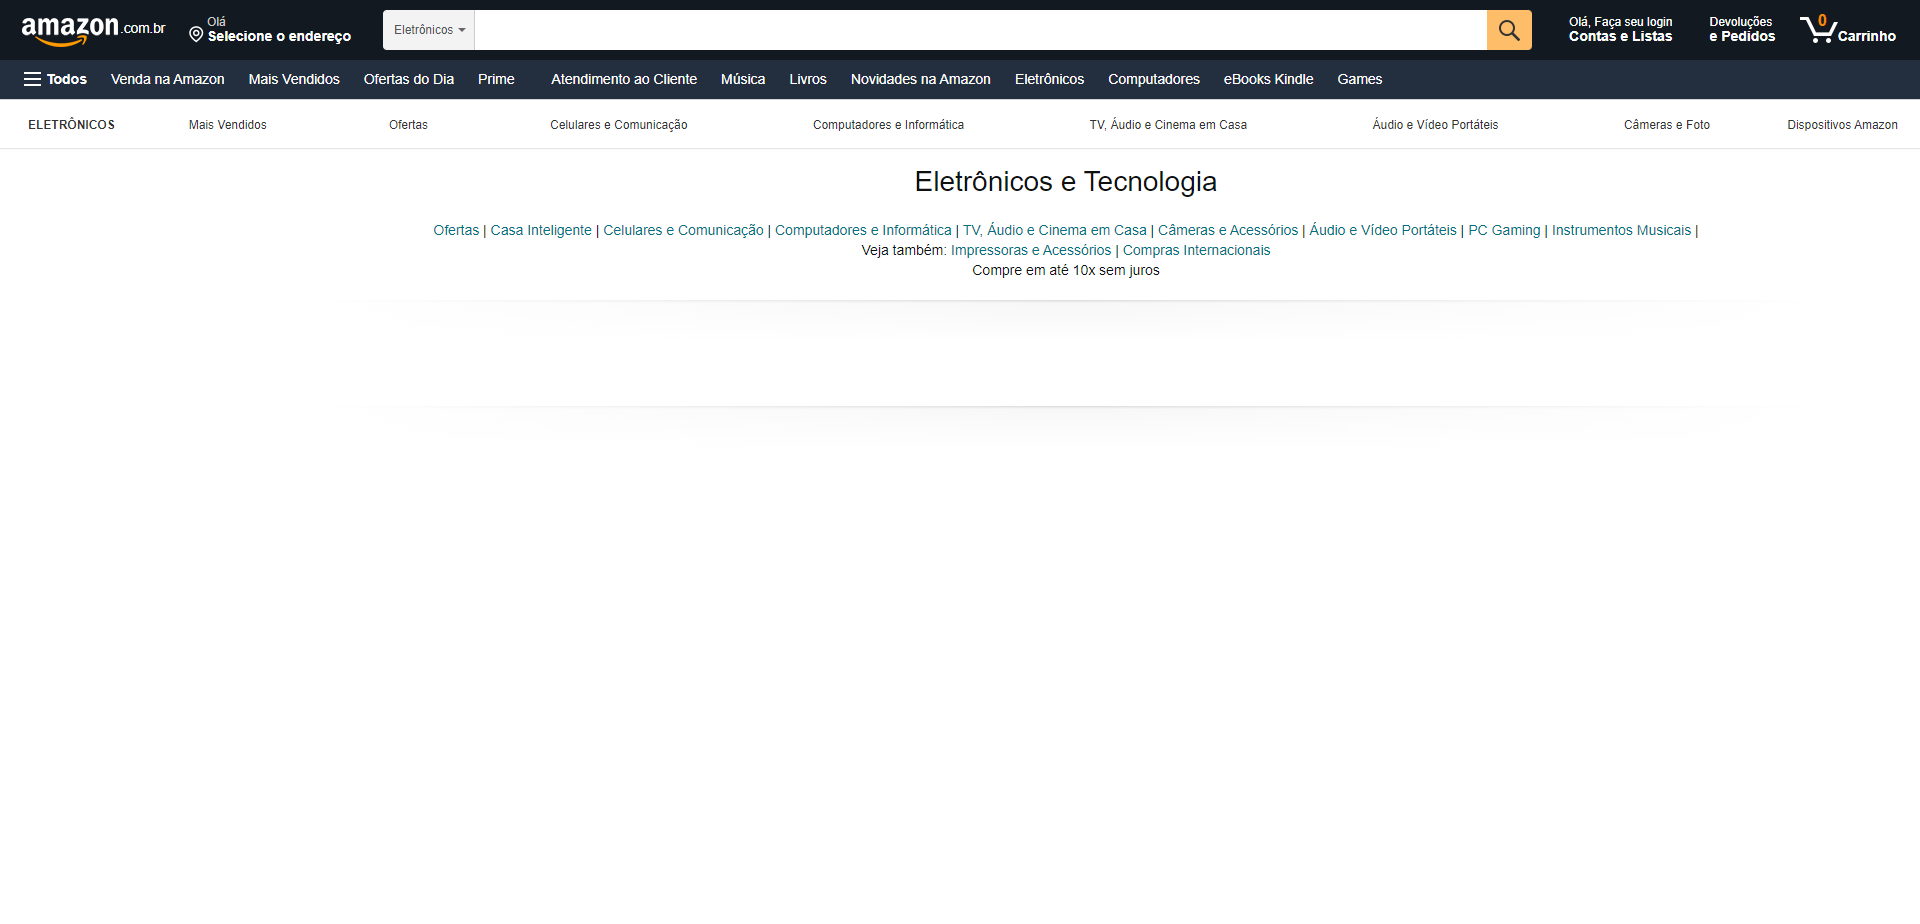 amazon.com.br
Olá
Selecione o endereço
Eletrônicos
Olá, Faça seu login
Contas e Listas
Devoluções
e Pedidos
0
Carrinho
Todos
Venda na Amazon
Mais Vendidos
Ofertas do Dia
Prime
Atendimento ao Cliente
Música
Livros
Novidades na Amazon
Eletrônicos
Computadores
eBooks Kindle
Games
ELETRÔNICOS
Mais Vendidos
Ofertas
Celulares e Comunicação
Computadores e Informática
TV, Áudio e Cinema em Casa
Áudio e Vídeo Portáteis
Câmeras e Foto
Dispositivos Amazon
Eletrônicos e Tecnologia
Ofertas | Casa Inteligente | Celulares e Comunicação | Computadores e Informática | TV, Áudio e Cinema em Casa | Câmeras e Acessórios | Áudio e Vídeo Portáteis | PC Gaming | Instrumentos Musicais |
Veja também: Impressoras e Acessórios | Compras Internacionais
Compre em até 10x sem juros